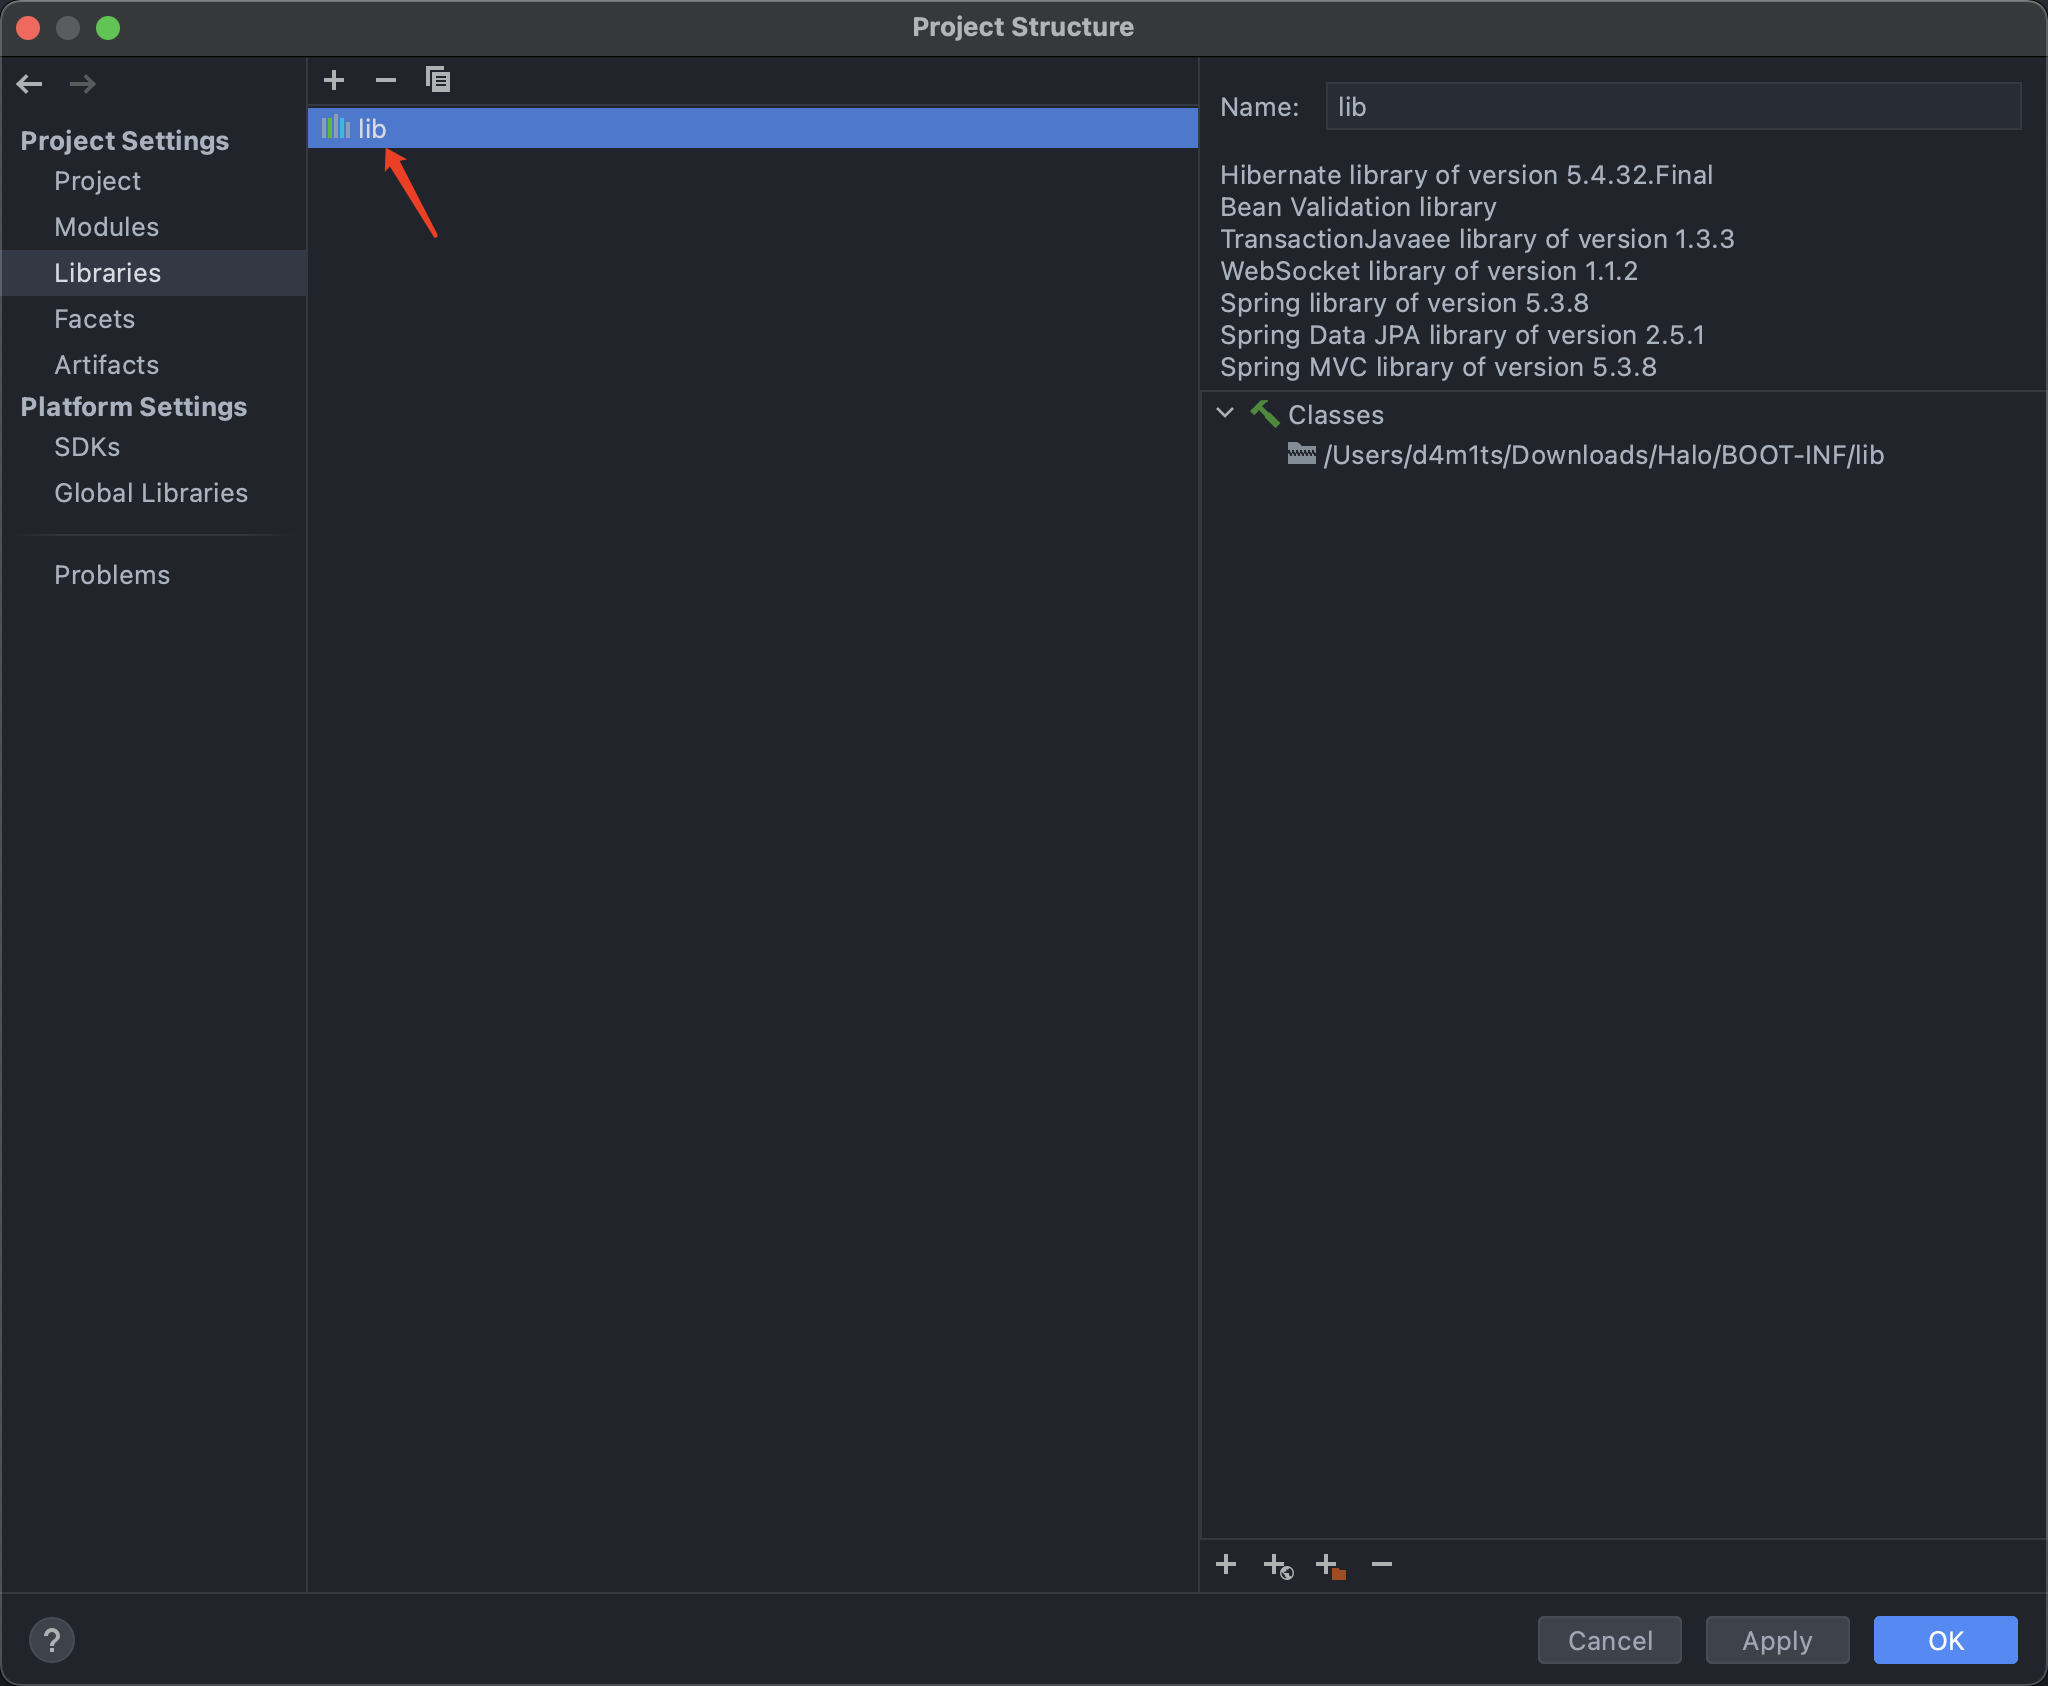 Project Structure
Project Settings
Project
Modules
Libraries
Facets
Artifacts
Platform Settings
SDKs
Global Libraries
Problems
lib
Name: lib
Hibernate library of version 5.4.32.Final
Bean Validation library
TransactionJavaee library of version 1.3.3
WebSocket library of version 1.1.2
Spring library of version 5.3.8
Spring Data JPA library of version 2.5.1
Spring MVC library of version 5.3.8
Classes
/Users/d4m1ts/Downloads/Halo/BOOT-INF/lib
?
Cancel
Apply
OK